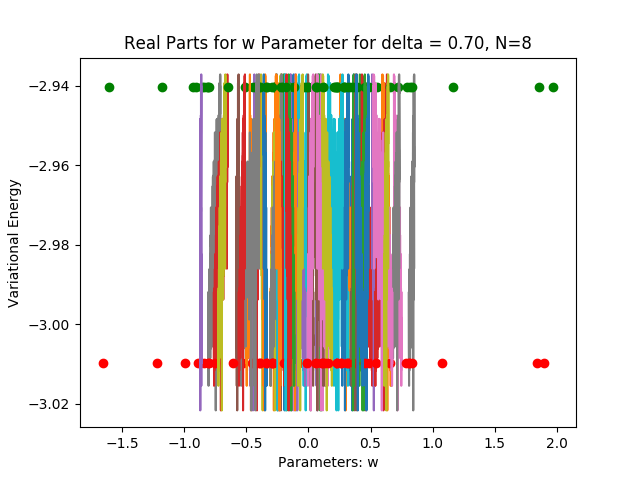 Real Parts for w Parameter for delta = 0.70, N=8
−2.94
−2.96
−2.98
−3.00
−3.02
Variational Energy
−1.5 −1.0 −0.5 0.0 0.5 1.0 1.5 2.0
Parameters: w